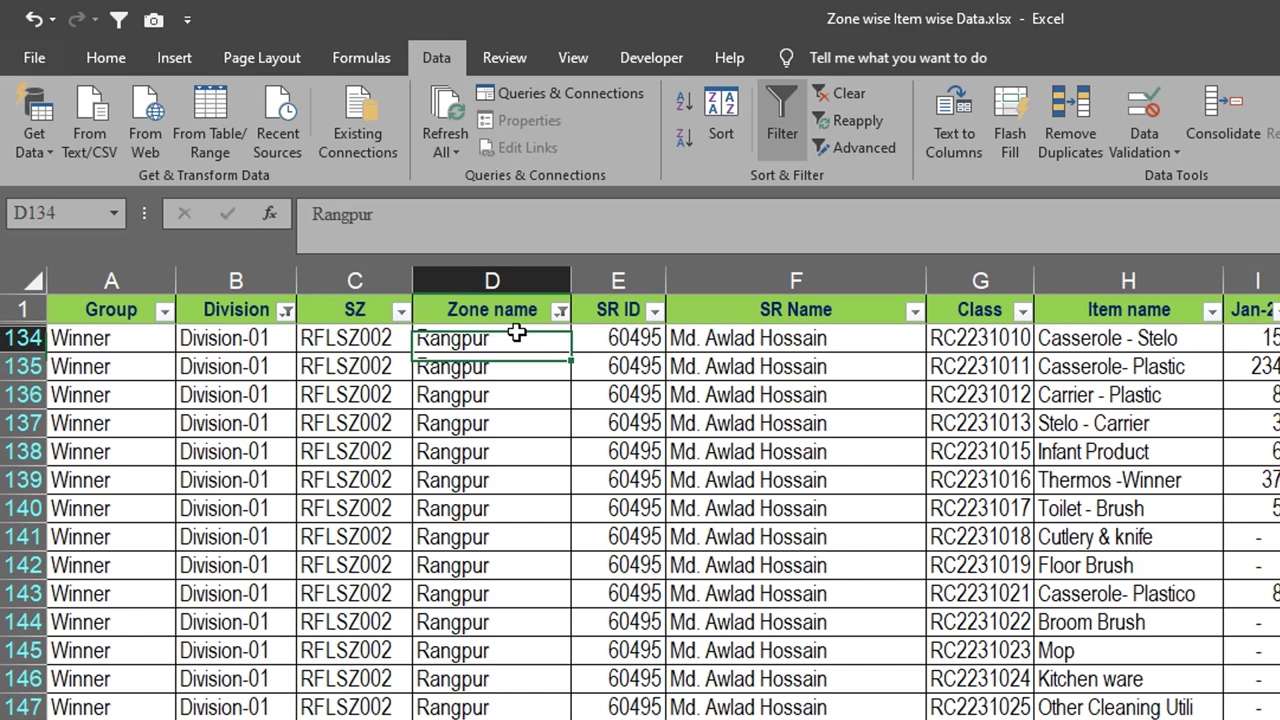 Zone wise Item wise Data.xlsx - Excel
File Home Insert Page Layout Formulas Data Review View Developer Help Tell me what you want to do
Get Data From Text/CSV From Web From Table/Range Recent Sources Existing Connections
Get & Transform Data
Refresh All Queries & Connections
Properties
Edit Links
Queries & Connections
Sort Filter Clear
Reapply
Advanced
Sort & Filter
Text to Columns Flash Fill Remove Duplicates Data Validation Consolidate
Data Tools
D134 fx Rangpur
A B C D E F G H I
1 Group Division SZ Zone name SR ID SR Name Class Item name
134 Winner Division-01 RFLSZ002 Rangpur 60495 Md. Awlad Hossain RC2231010 Casserole - Stelo 15
135 Winner Division-01 RFLSZ002 Rangpur 60495 Md. Awlad Hossain RC2231011 Casserole- Plastic 234
136 Winner Division-01 RFLSZ002 Rangpur 60495 Md. Awlad Hossain RC2231012 Carrier - Plastic 8
137 Winner Division-01 RFLSZ002 Rangpur 60495 Md. Awlad Hossain RC2231013 Stelo - Carrier 3
138 Winner Division-01 RFLSZ002 Rangpur 60495 Md. Awlad Hossain RC2231015 Infant Product 6
139 Winner Division-01 RFLSZ002 Rangpur 60495 Md. Awlad Hossain RC2231016 Thermos -Winner 37
140 Winner Division-01 RFLSZ002 Rangpur 60495 Md. Awlad Hossain RC2231017 Toilet - Brush 5
141 Winner Division-01 RFLSZ002 Rangpur 60495 Md. Awlad Hossain RC2231018 Cutlery & knife -
142 Winner Division-01 RFLSZ002 Rangpur 60495 Md. Awlad Hossain RC2231019 Floor Brush -
143 Winner Division-01 RFLSZ002 Rangpur 60495 Md. Awlad Hossain RC2231021 Casserole- Plastico 8
144 Winner Division-01 RFLSZ002 Rangpur 60495 Md. Awlad Hossain RC2231022 Broom Brush -
145 Winner Division-01 RFLSZ002 Rangpur 60495 Md. Awlad Hossain RC2231023 Mop -
146 Winner Division-01 RFLSZ002 Rangpur 60495 Md. Awlad Hossain RC2231024 Kitchen ware -
147 Winner Division-01 RFLSZ002 Rangpur 60495 Md. Awlad Hossain RC2231025 Other Cleaning Utili -